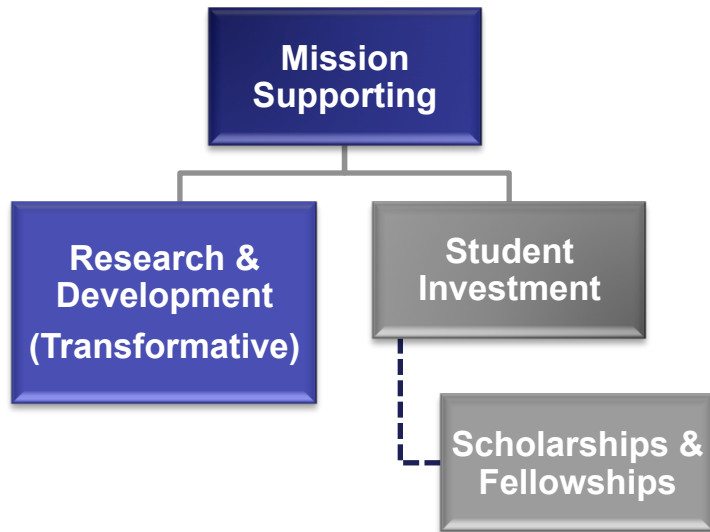 Mission
Supporting
Research &
Development
(Transformative)
Student
Investment
Scholarships &
Fellowships